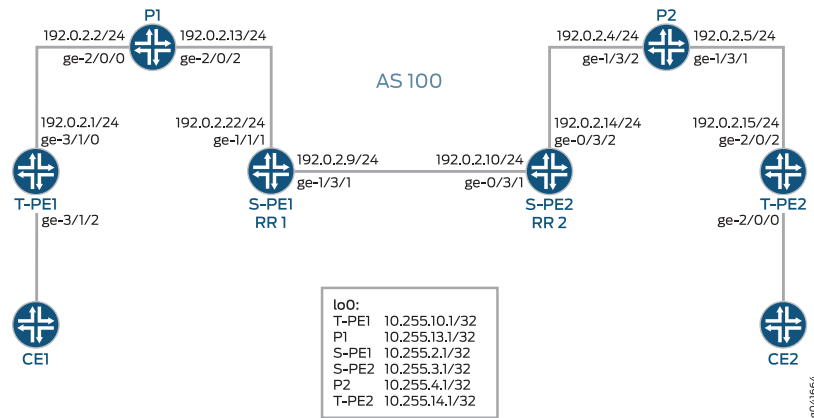 P1
192.0.2.2/24
ge-2/0/0
192.0.2.13/24
ge-2/0/2
P2
192.0.2.4/24
ge-1/3/2
192.0.2.5/24
ge-1/3/1
AS 100
192.0.2.1/24
ge-3/1/0
192.0.2.22/24
ge-1/1/1
192.0.2.14/24
ge-0/3/2
192.0.2.15/24
ge-2/0/2
192.0.2.9/24
ge-1/3/1
192.0.2.10/24
ge-0/3/1
T-PE1
ge-3/1/2
S-PE1
RR 1
S-PE2
RR 2
T-PE2
ge-2/0/0
CE1
CE2
lo0:
T-PE1 10.255.10.1/32
P1 10.255.13.1/32
S-PE1 10.255.2.1/32
S-PE2 10.255.3.1/32
P2 10.255.4.1/32
T-PE2 10.255.14.1/32
g041664